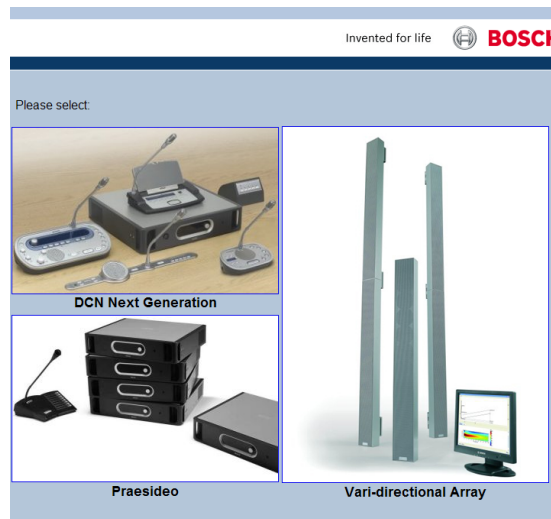 Invented for life BOSCH
Please select:
DCN Next Generation
Praesideo
Vari-directional Array